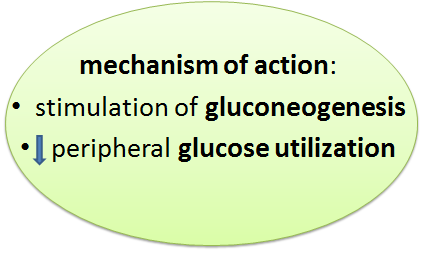 mechanism of action:
• stimulation of gluconeogenesis
• peripheral glucose utilization